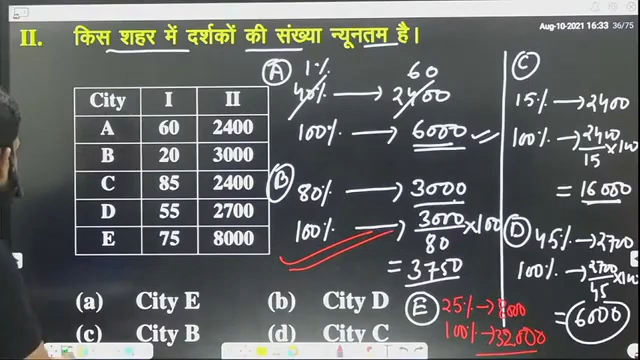 Aug-10-2021 16:33 36/75
II. किस शहर में दर्शकों की संख्या न्यूनतम है।
City I II
A 60 2400
B 20 3000
C 85 2400
D 55 2700
E 75 8000
(a) City E (b) City D
(c) City B (d) City C
A
1% 60
40% → 2400
100% → 6000
B
80% → 3000
100% → 3000/80 ×100
= 3750
C
15% → 2400
100% → 2400/15 ×100
= 16000
D
45% → 2700
100% → 2700/45 ×100
= 6000
E
25% → 8000
100% → 32000